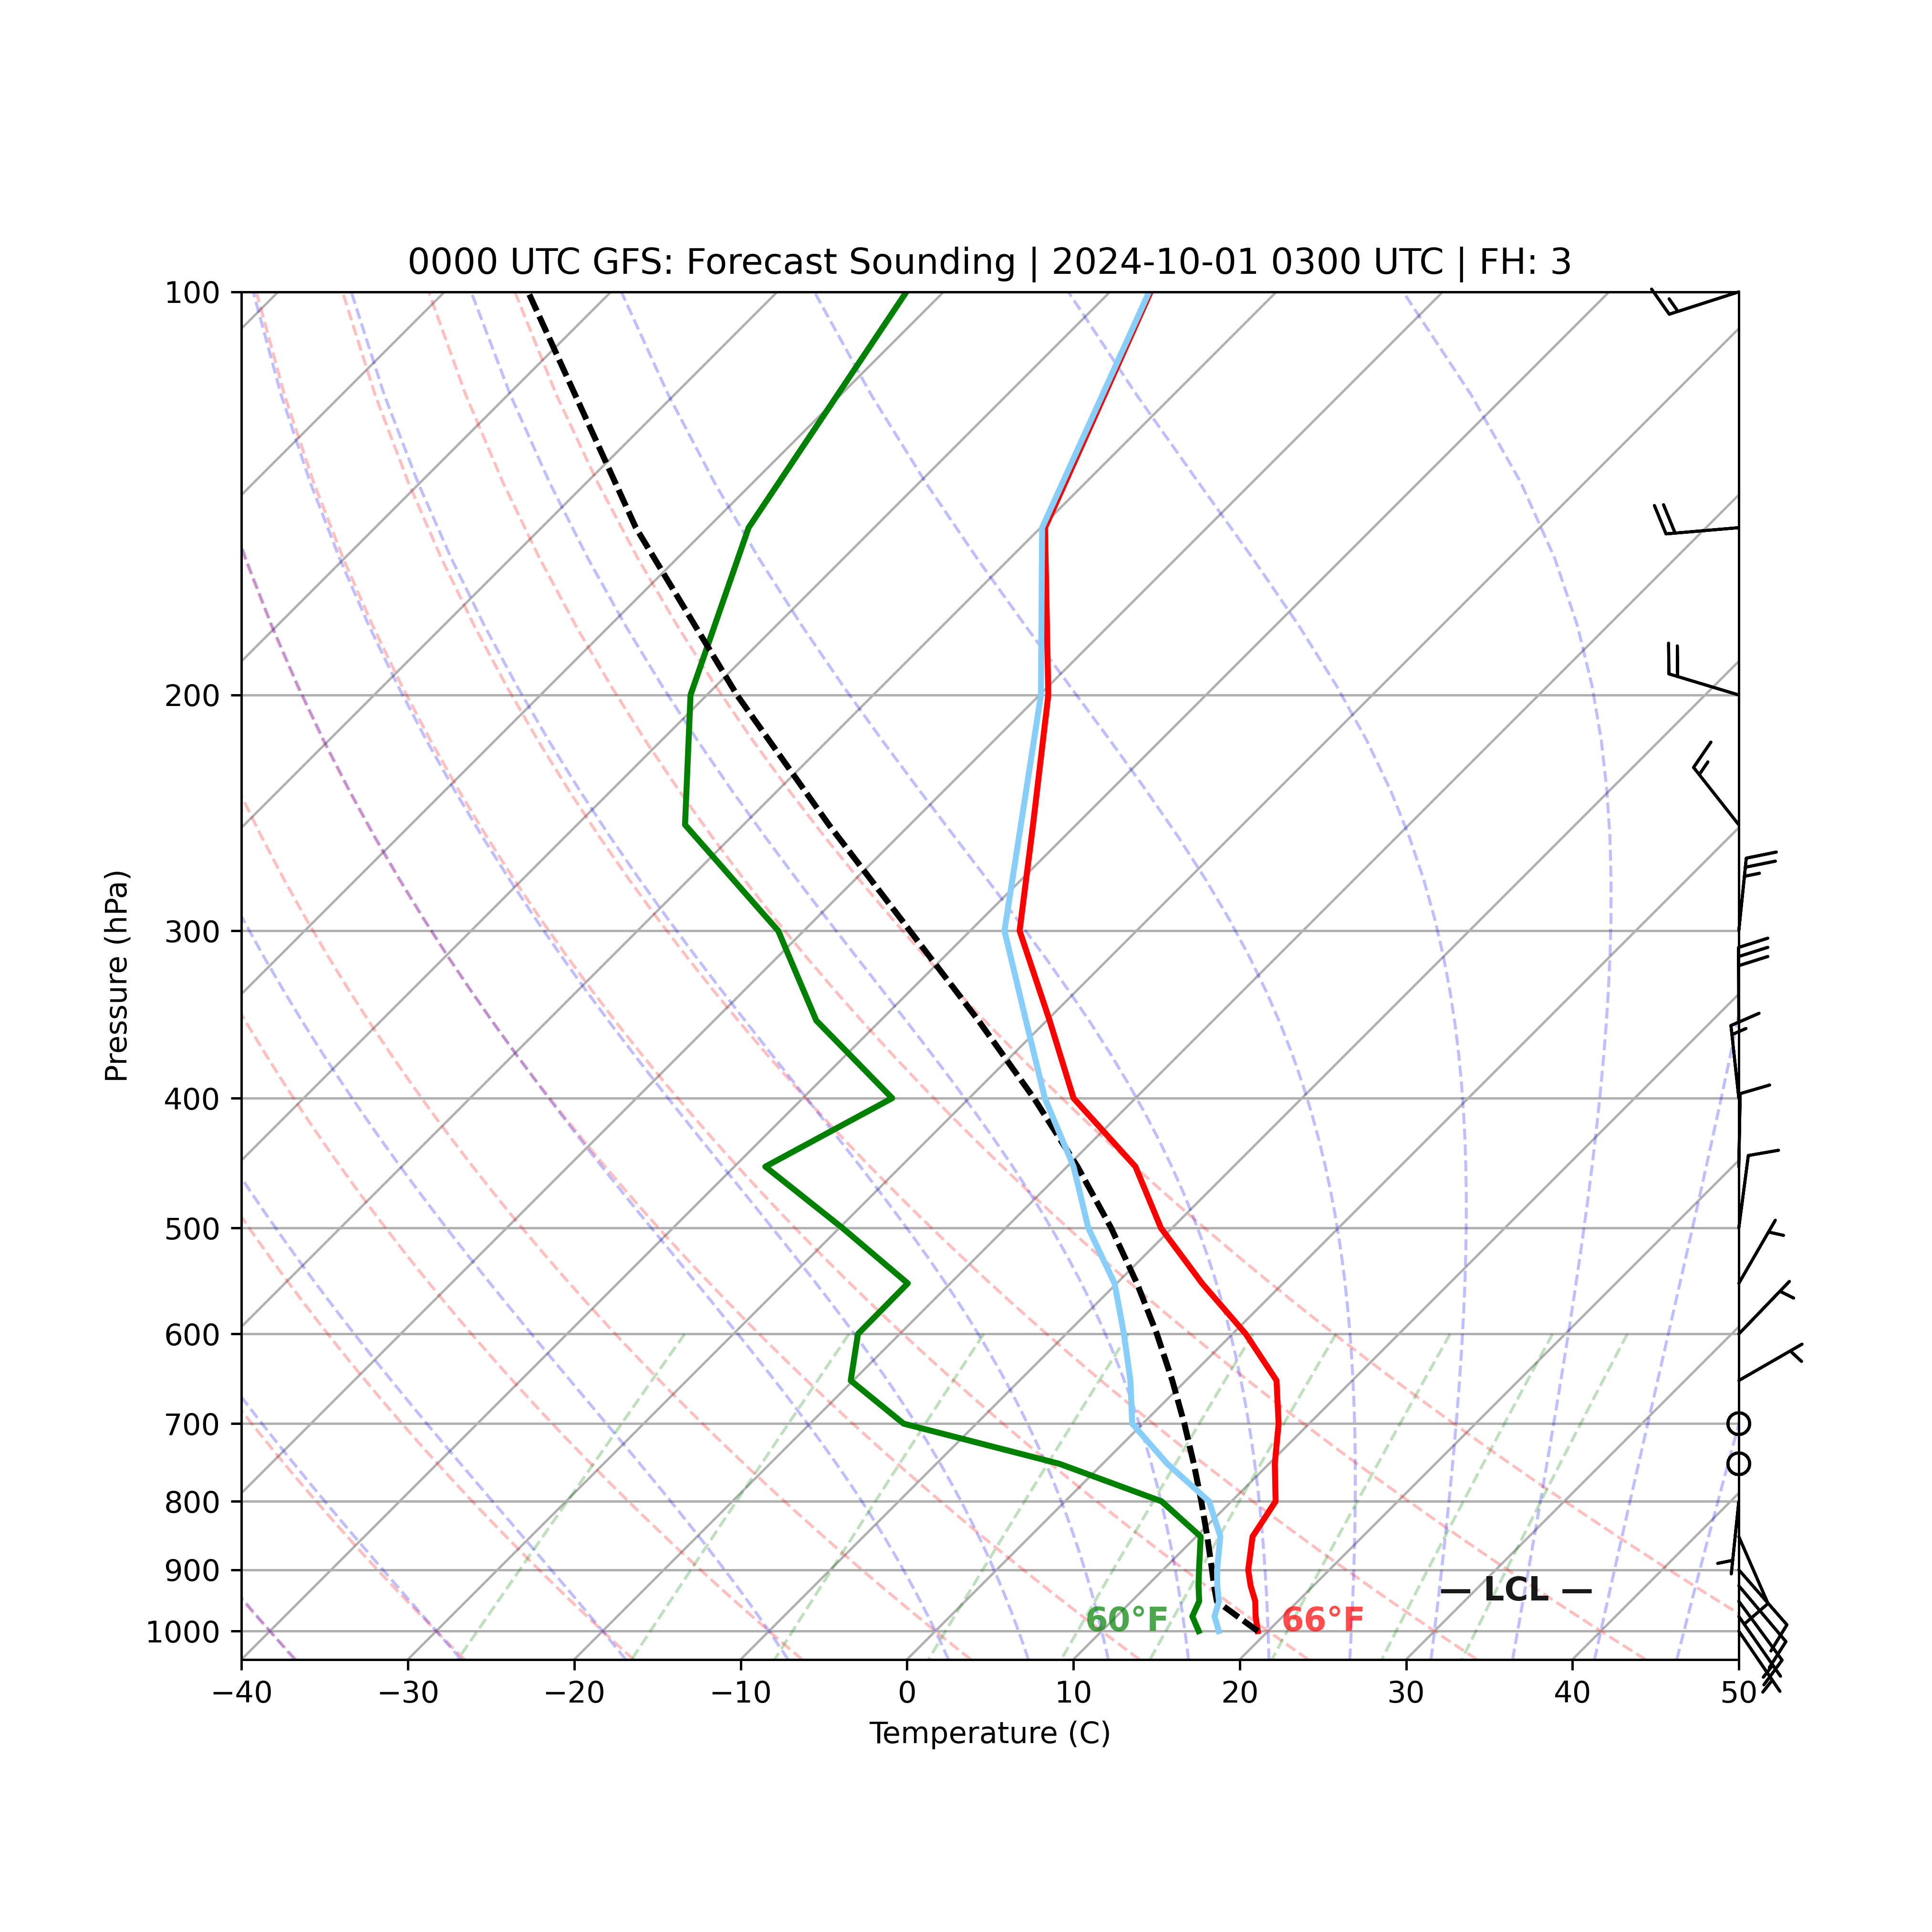 0000 UTC GFS: Forecast Sounding | 2024-10-01 0300 UTC | FH: 3
100
200
300
400
500
600
700
800
900
1000
Pressure (hPa)
— LCL —
60°F
66°F
−40 −30 −20 −10 0 10 20 30 40 50
Temperature (C)